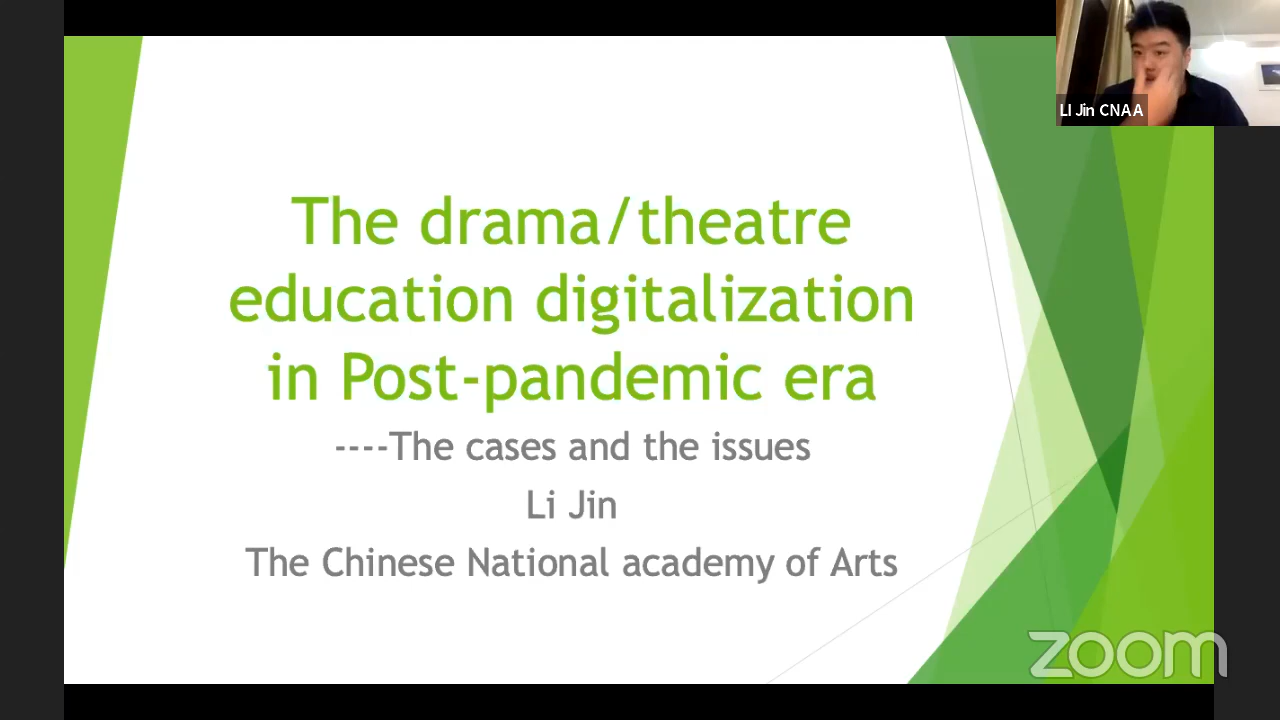 LI Jin CNAA
The drama/theatre
education digitalization
in Post-pandemic era
----The cases and the issues
Li Jin
The Chinese National academy of Arts
zoom